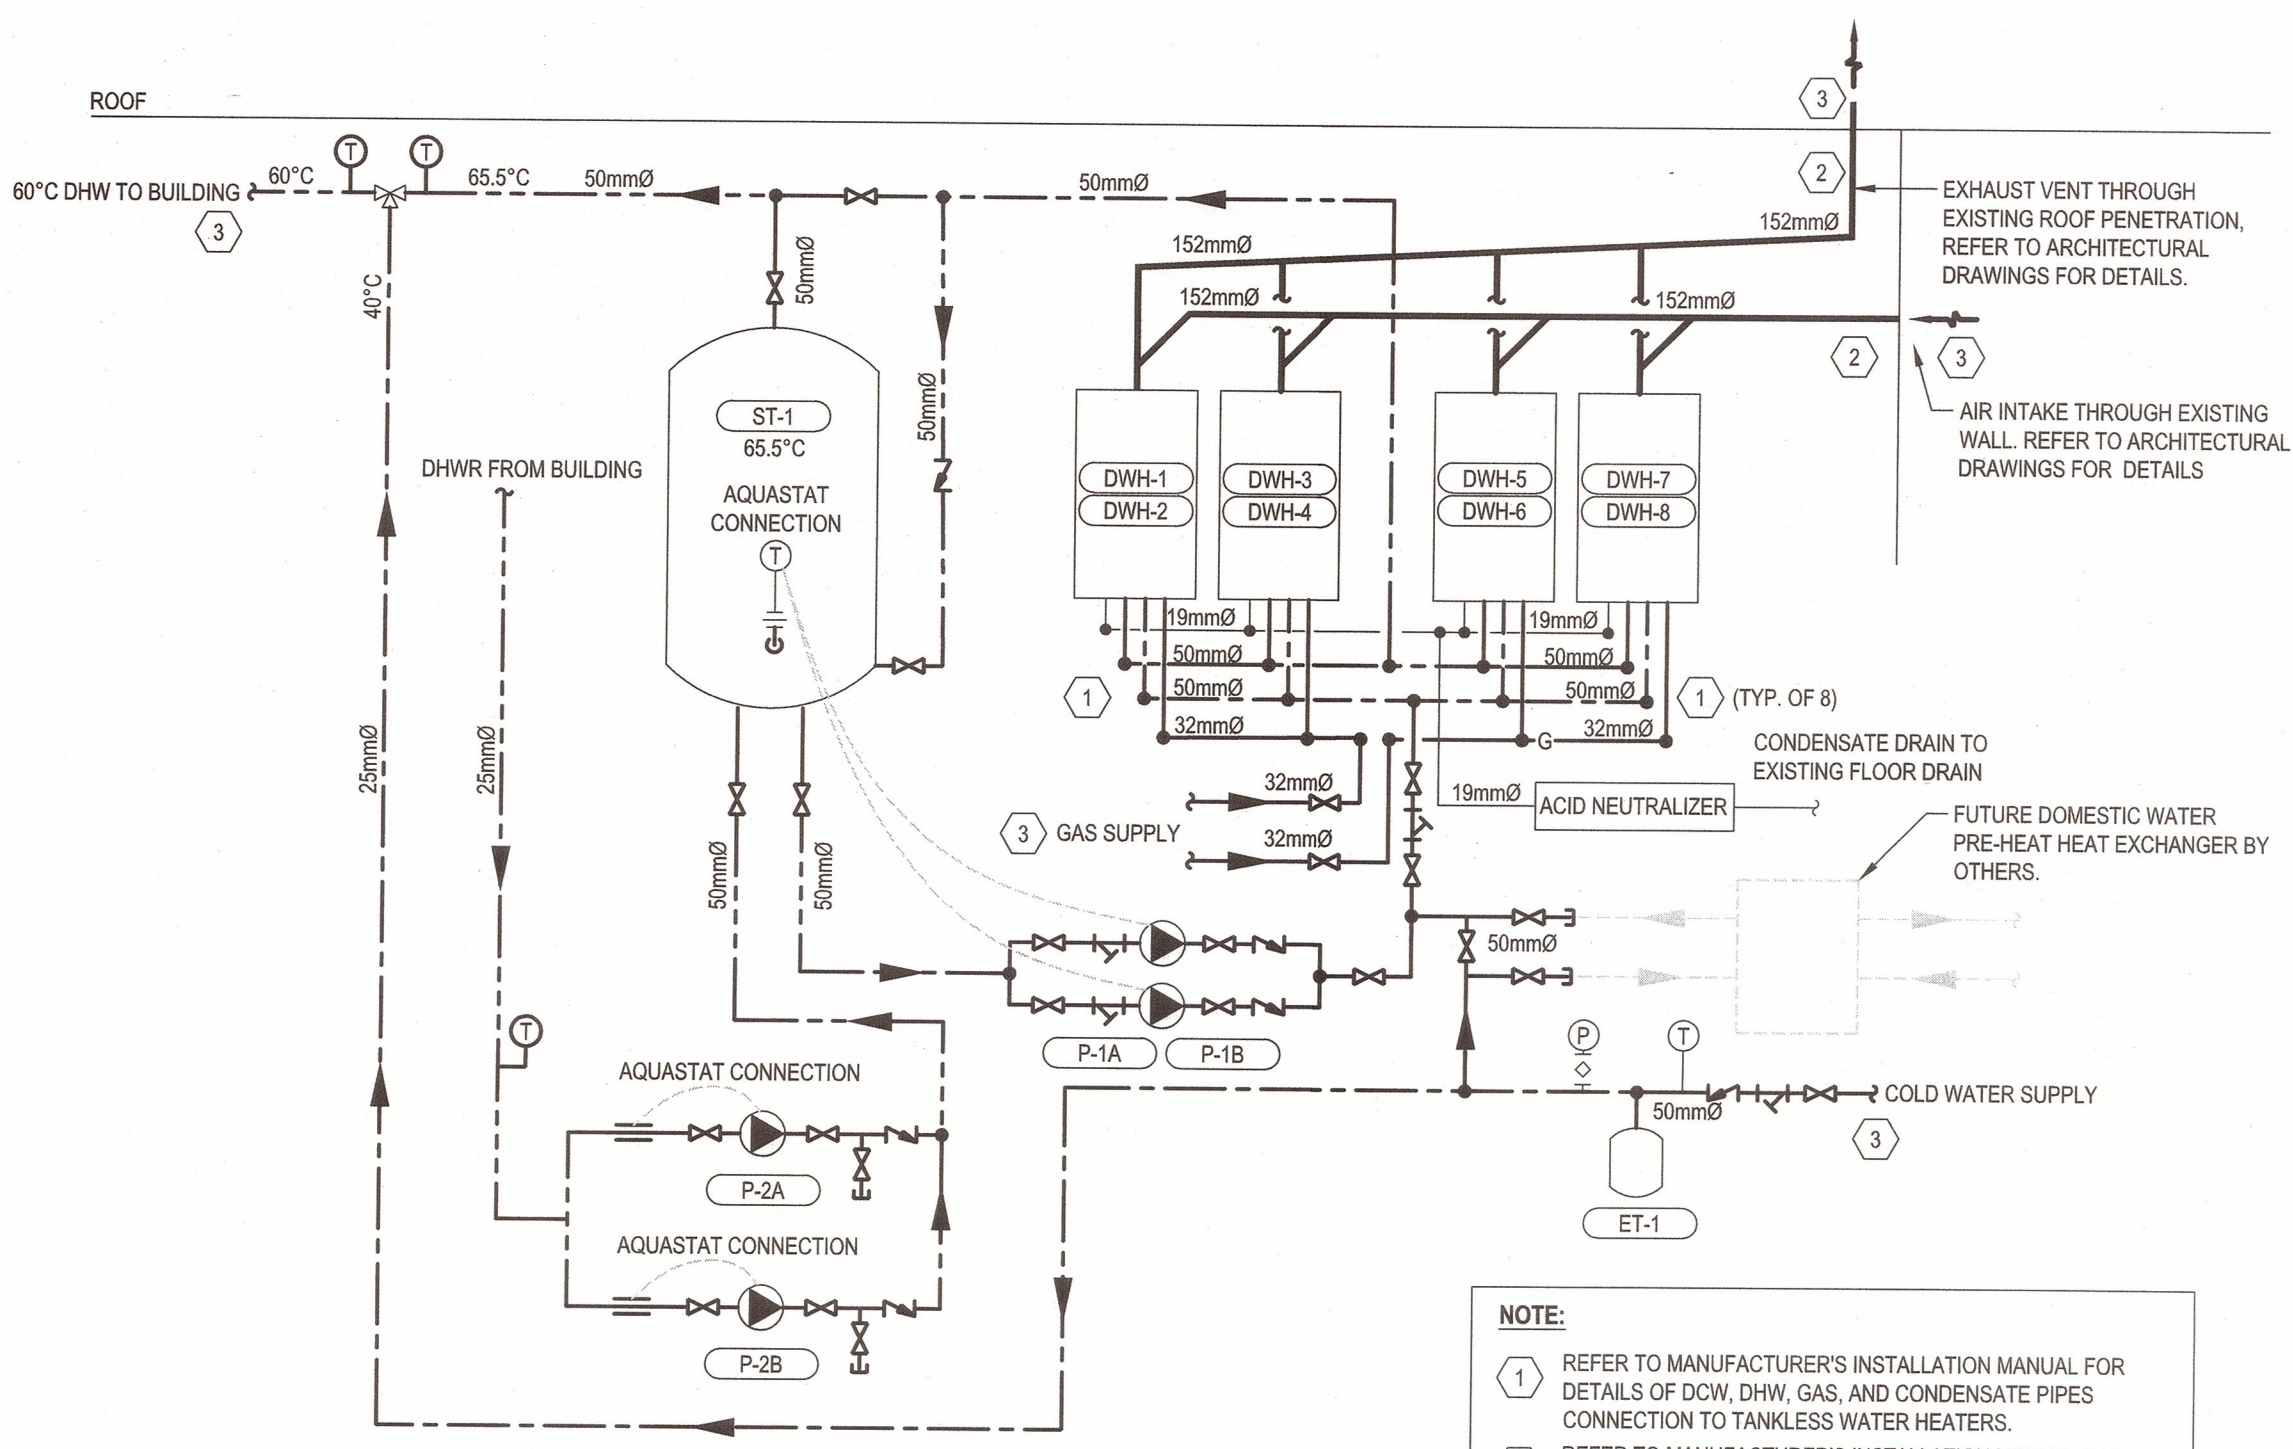 ROOF
3
60°C DHW TO BUILDING
60°C
T
T
65.5°C
50mmØ
50mmØ
3
2
EXHAUST VENT THROUGH
EXISTING ROOF PENETRATION,
REFER TO ARCHITECTURAL
DRAWINGS FOR DETAILS.
152mmØ
152mmØ
152mmØ
152mmØ
40°C
50mmØ
2
3
AIR INTAKE THROUGH EXISTING
WALL. REFER TO ARCHITECTURAL
DRAWINGS FOR DETAILS
ST-1
65.5°C
AQUASTAT
CONNECTION
T
50mmØ
DHWR FROM BUILDING
DWH-1
DWH-2
DWH-3
DWH-4
DWH-5
DWH-6
DWH-7
DWH-8
19mmØ
19mmØ
50mmØ
50mmØ
1
50mmØ
50mmØ
1
(TYP. OF 8)
32mmØ
G
32mmØ
25mmØ
25mmØ
CONDENSATE DRAIN TO
EXISTING FLOOR DRAIN
32mmØ
19mmØ
ACID NEUTRALIZER
3
GAS SUPPLY
32mmØ
FUTURE DOMESTIC WATER
PRE-HEAT HEAT EXCHANGER BY
OTHERS.
50mmØ
50mmØ
50mmØ
P-1A
P-1B
T
AQUASTAT CONNECTION
P-2A
AQUASTAT CONNECTION
P-2B
P
T
50mmØ
COLD WATER SUPPLY
3
ET-1
NOTE:
1
REFER TO MANUFACTURER'S INSTALLATION MANUAL FOR
DETAILS OF DCW, DHW, GAS, AND CONDENSATE PIPES
CONNECTION TO TANKLESS WATER HEATERS.